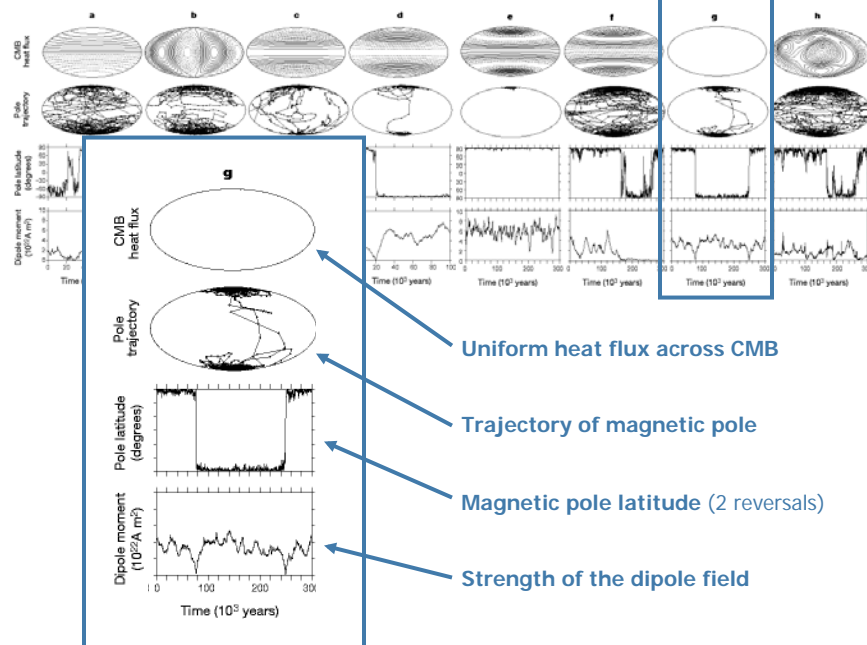 a b c d e f g h
CMB
heat flux
Pole
trajectory
Pole latitude
(degrees)
Dipole moment
(10²²A m²)
g
CMB
heat flux
Pole
trajectory
Pole latitude
(degrees)
Dipole moment
(10²²A m²)
0 100 200 300
Time (10³ years)
Time (10³ years)
Time (10³ years)
Time (10³ years)
Time (10³ years)
Uniform heat flux across CMB
Trajectory of magnetic pole
Magnetic pole latitude (2 reversals)
Strength of the dipole field